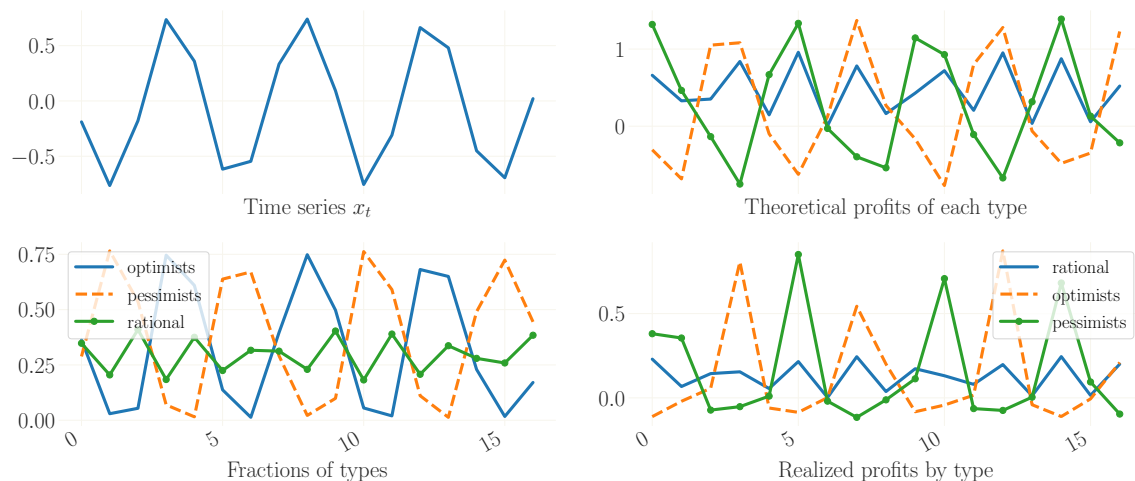 0.5
0.0
−0.5
Time series x_t
1
0
Theoretical profits of each type
0.75
0.50
0.25
0.00
optimists
pessimists
rational
0 5 10 15
Fractions of types
0.5
0.0
rational
optimists
pessimists
0 5 10 15
Realized profits by type